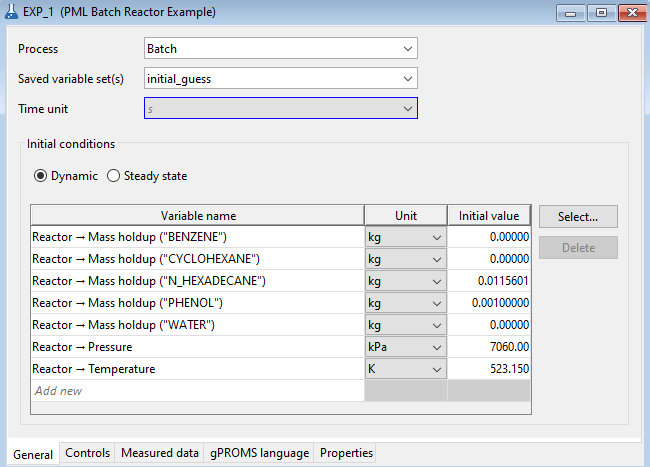 EXP_1 (PML Batch Reactor Example)
Process Batch
Saved variable set(s) initial_guess
Time unit s
Initial conditions
Dynamic Steady state
Variable name Unit Initial value Select...
Reactor → Mass holdup ("BENZENE") kg 0.00000
Delete
Reactor → Mass holdup ("CYCLOHEXANE") kg 0.00000
Reactor → Mass holdup ("N_HEXADECANE") kg 0.0115601
Reactor → Mass holdup ("PHENOL") kg 0.00100000
Reactor → Mass holdup ("WATER") kg 0.00000
Reactor → Pressure kPa 7060.00
Reactor → Temperature K 523.150
Add new
General Controls Measured data gPROMS language Properties